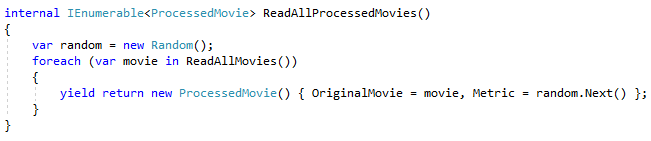 internal IEnumerable<ProcessedMovie> ReadAllProcessedMovies()
{
var random = new Random();
foreach (var movie in ReadAllMovies())
{
yield return new ProcessedMovie() { OriginalMovie = movie, Metric = random.Next() };
}
}